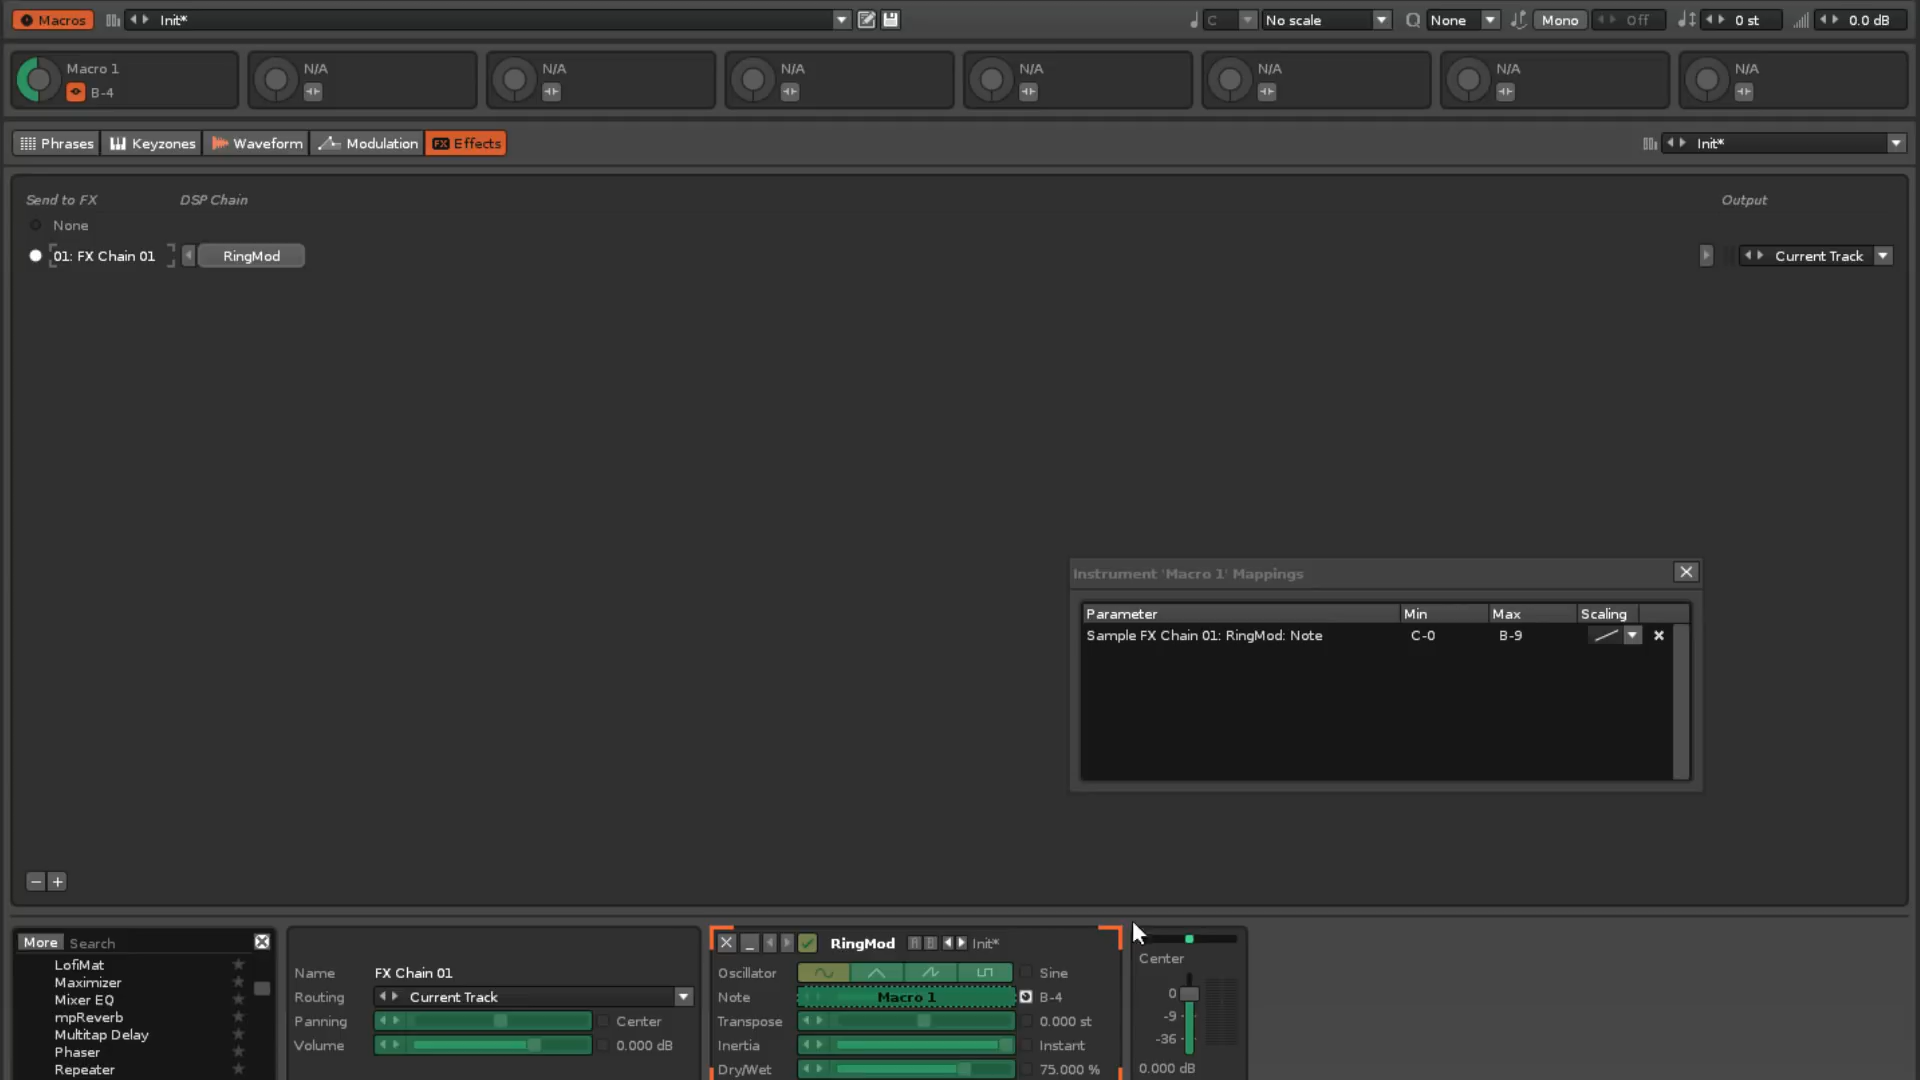 Macros Init* C No scale None Mono Off 0 st 0.0 dB
Macro 1 N/A N/A N/A N/A N/A N/A N/A
B-4
Phrases Keyzones Waveform Modulation FX Effects Init*
Send to FX DSP Chain Output
None
01: FX Chain 01 RingMod Current Track
Instrument 'Macro 1' Mappings
Parameter Min Max Scaling
Sample FX Chain 01: RingMod: Note C-0 B-9
More Search
LofiMat
Maximizer
Mixer EQ
mpReverb
Multitap Delay
Phaser
Repeater
Name FX Chain 01
Routing Current Track
Panning Center
Volume 0.000 dB
RingMod A B Init*
Oscillator Sine
Note Macro 1 B-4
Transpose 0.000 st
Inertia Instant
Dry/Wet 75.000 %
Center
0
-9
-36
0.000 dB